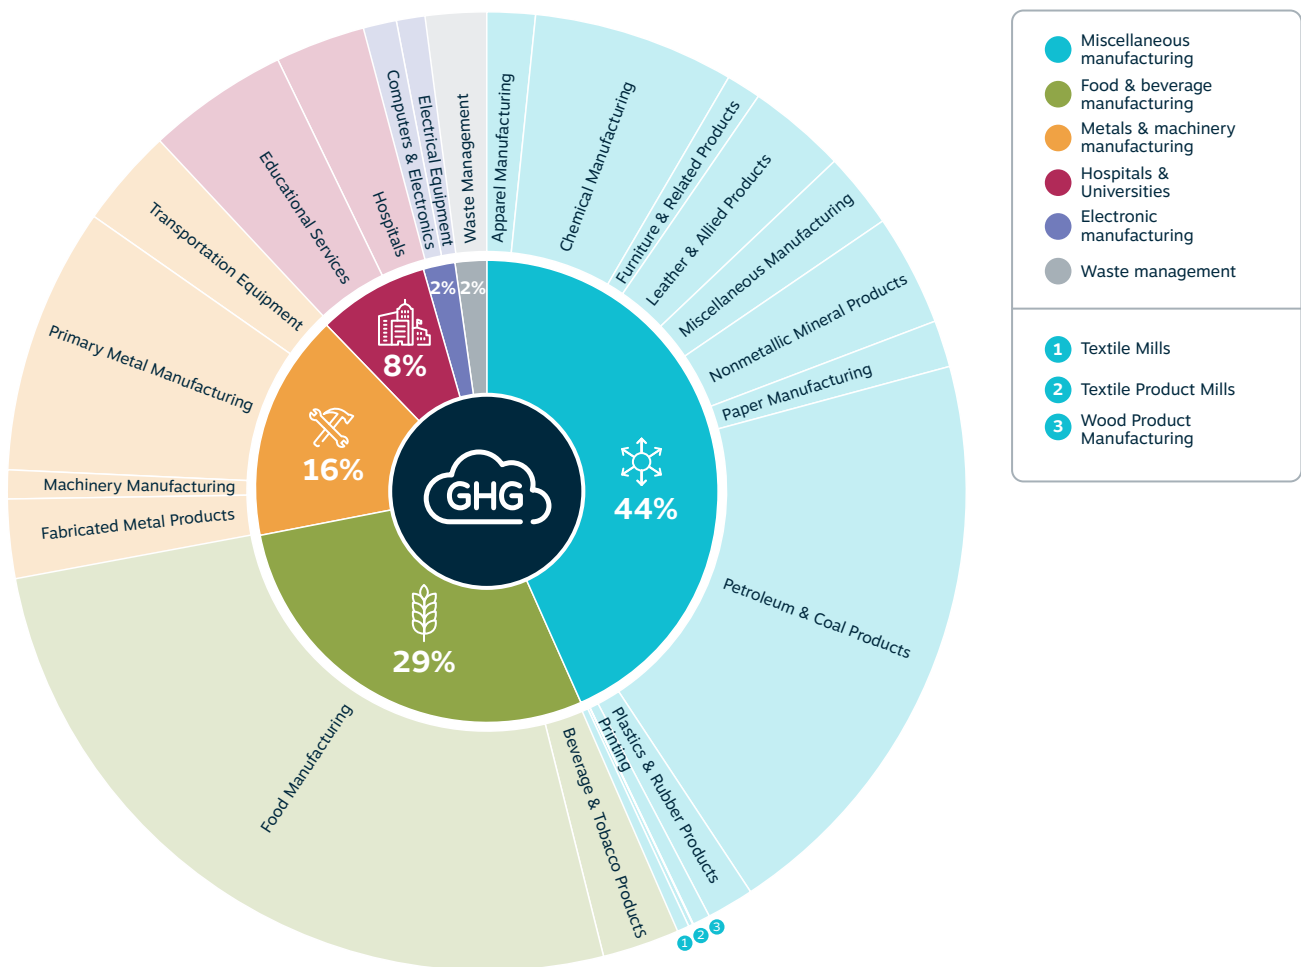 Apparel Manufacturing
Chemical Manufacturing
Furniture & Related Products
Leather & Allied Products
Miscellaneous Manufacturing
Nonmetallic Mineral Products
Paper Manufacturing
Petroleum & Coal Products
Plastics & Rubber Products
Printing
3
2
1
Beverage & Tobacco Products
Food Manufacturing
Fabricated Metal Products
Machinery Manufacturing
Primary Metal Manufacturing
Transportation Equipment
Educational Services
Hospitals
Computers & Electronics
Electrical Equipment
Waste Management
44%
29%
16%
8%
2%
2%
GHG
Miscellaneous
manufacturing
Food & beverage
manufacturing
Metals & machinery
manufacturing
Hospitals &
Universities
Electronic
manufacturing
Waste management
1 Textile Mills
2 Textile Product Mills
3 Wood Product
Manufacturing